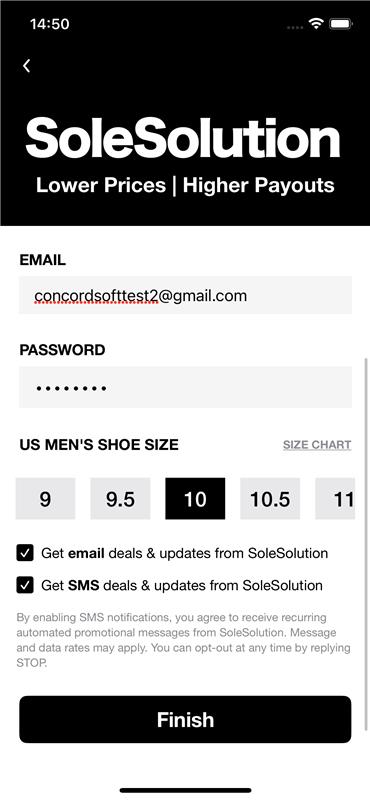 14:50
SoleSolution
Lower Prices | Higher Payouts
EMAIL
concordsofttest2@gmail.com
PASSWORD
••••••••
US MEN'S SHOE SIZE SIZE CHART
9 9.5 10 10.5 11
Get email deals & updates from SoleSolution
Get SMS deals & updates from SoleSolution
By enabling SMS notifications, you agree to receive recurring
automated promotional messages from SoleSolution. Message
and data rates may apply. You can opt-out at any time by replying
STOP.
Finish